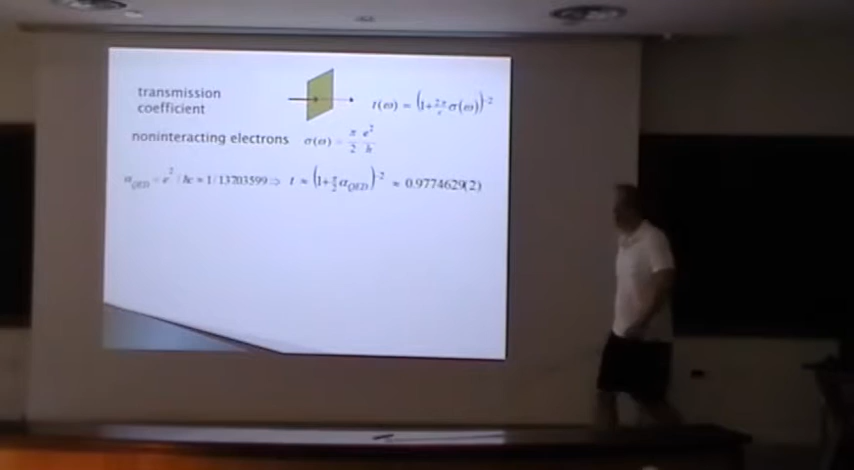 transmission
coefficient
t(ω) = (1+2π/c σ(ω))^-2
noninteracting electrons σ(ω) = π/2 e²/h
α_QED = e²/ħc ≈ 1/137.03599 ⇒ t ≈ (1+π/2 α_QED)^-2 ≈ 0.9774629(2)